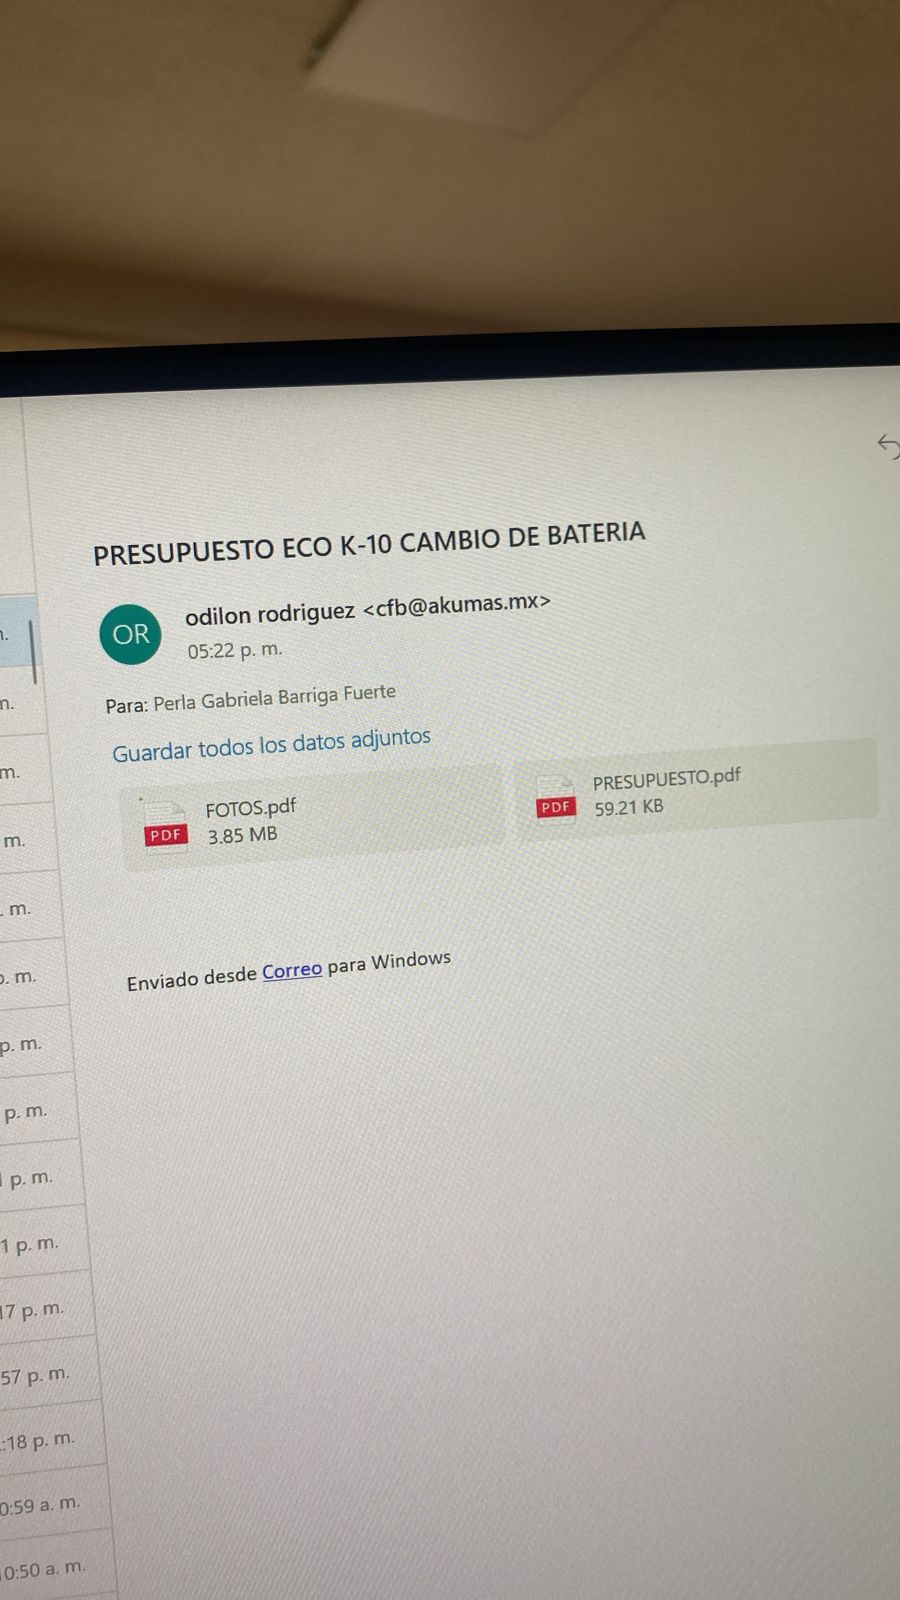 PRESUPUESTO ECO K-10 CAMBIO DE BATERIA
OR
odilon rodriguez <cfb@akumas.mx>
05:22 p. m.
Para: Perla Gabriela Barriga Fuerte
Guardar todos los datos adjuntos
PDF
FOTOS.pdf
3.85 MB
PDF
PRESUPUESTO.pdf
59.21 KB
Enviado desde Correo para Windows
m.
m.
m.
p. m.
p. m.
p. m.
p. m.
1 p. m.
17 p. m.
57 p. m.
:18 p. m.
0:59 a. m.
0:50 a. m.